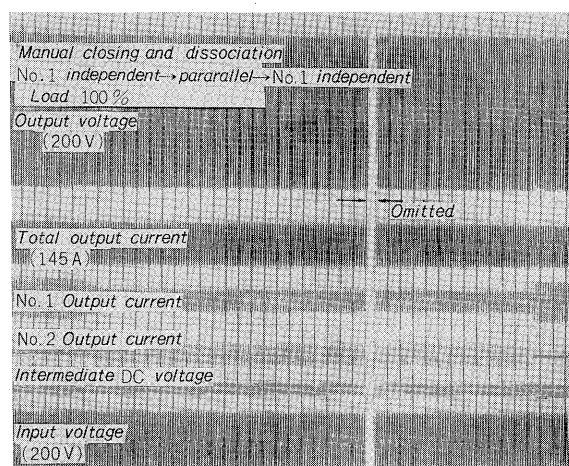 Manual closing and dissociation
No.1 independent→pararallel→No.1 independent
Load 100%
Output voltage
(200V)
Omitted
Total output current
(145A)
No.1 Output current
No.2 Output current
Intermediate DC voltage
Input voltage
(200V)